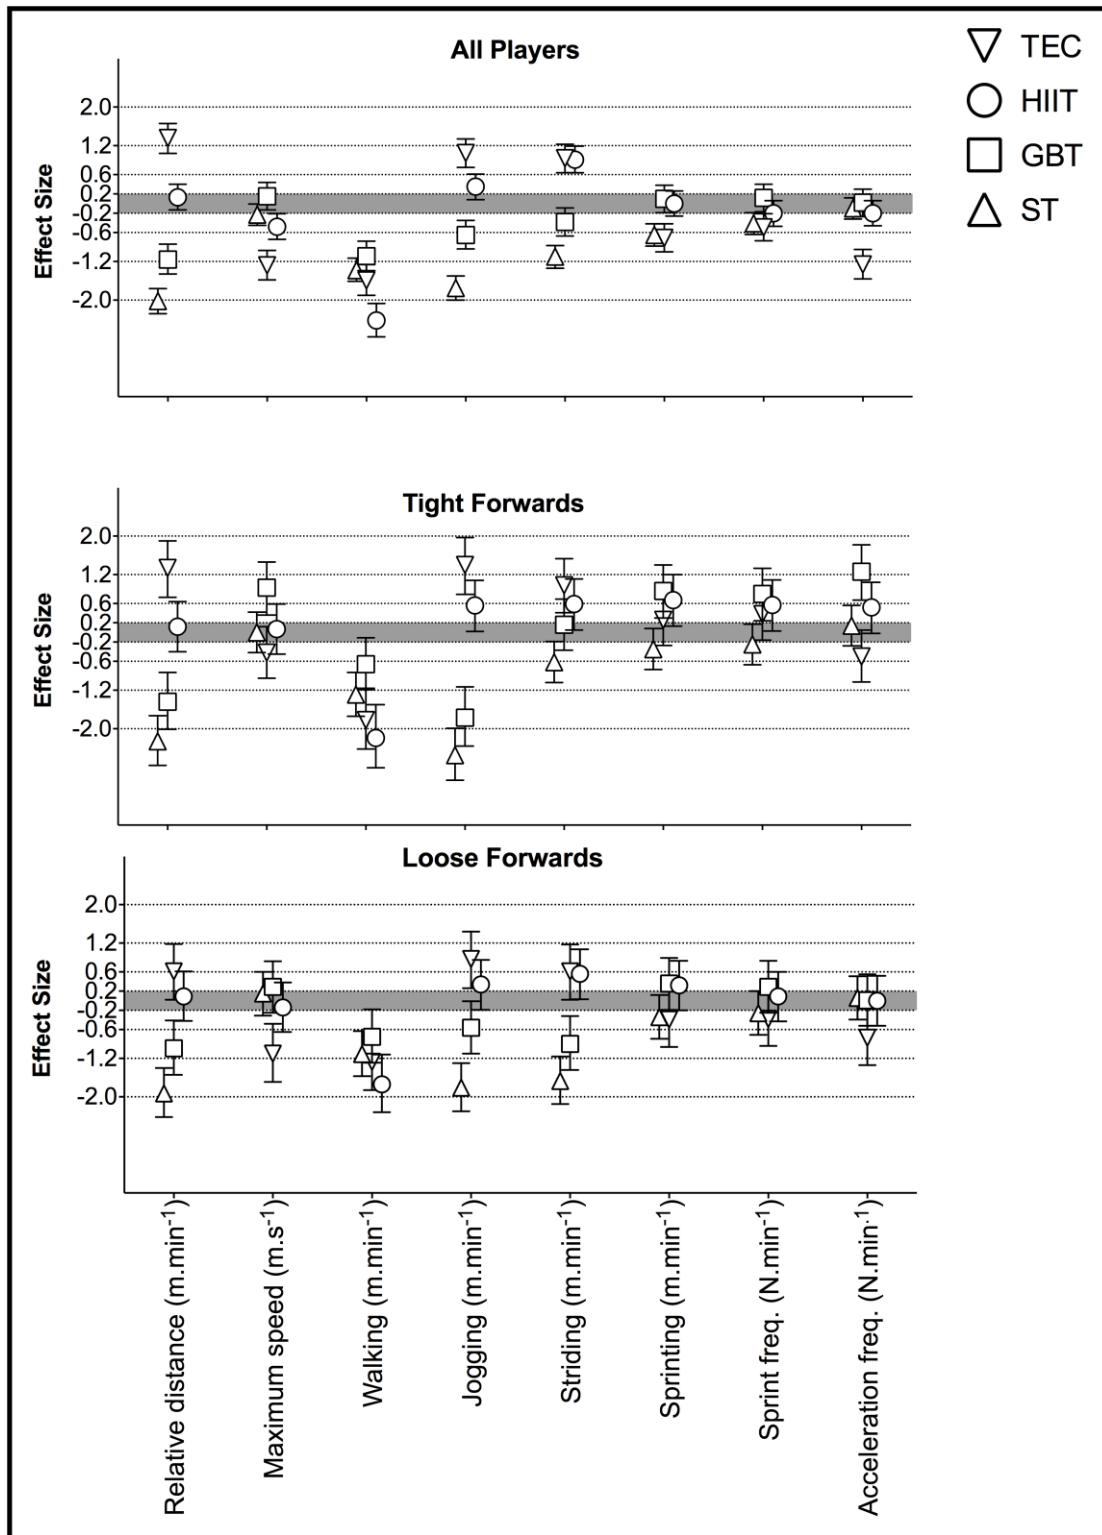 All Players
TEC
HIIT
GBT
ST
Effect Size
2.0
1.2
0.6
0.2
-0.2
-0.6
-1.2
-2.0
Tight Forwards
Effect Size
2.0
1.2
0.6
0.2
-0.2
-0.6
-1.2
-2.0
Loose Forwards
Effect Size
2.0
1.2
0.6
0.2
-0.2
-0.6
-1.2
-2.0
Relative distance (m.min⁻¹)
Maximum speed (m.s⁻¹)
Walking (m.min⁻¹)
Jogging (m.min⁻¹)
Striding (m.min⁻¹)
Sprinting (m.min⁻¹)
Sprint freq. (N.min⁻¹)
Acceleration freq. (N.min⁻¹)